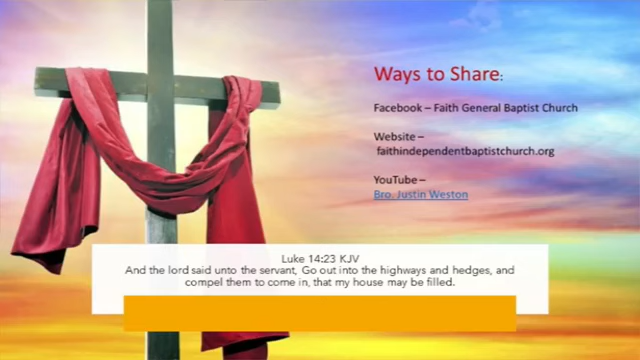 Ways to Share:
Facebook – Faith General Baptist Church
Website –
faithindependentbaptistchurch.org
YouTube –
Bro. Justin Weston
Luke 14:23 KJV
And the lord said unto the servant, Go out into the highways and hedges, and
compel them to come in, that my house may be filled.